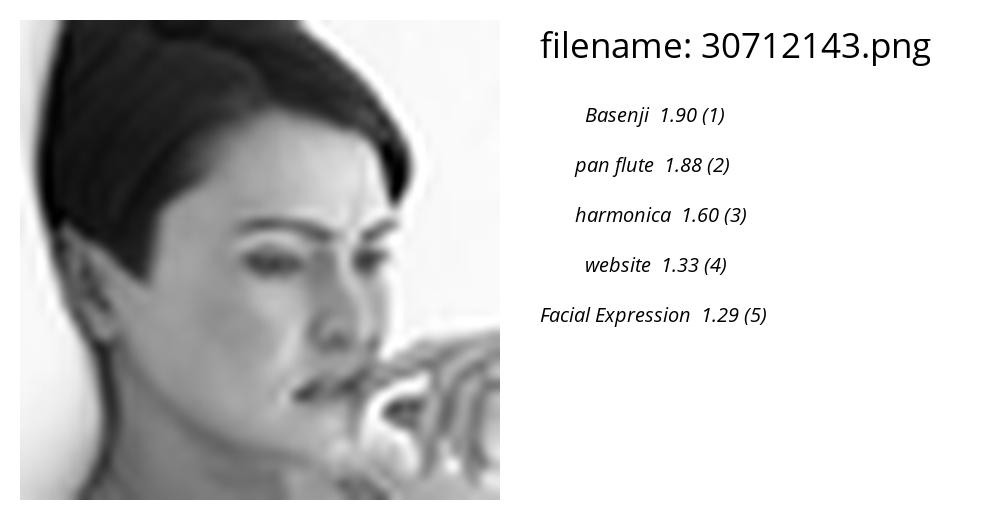 filename: 30712143.png
Basenji 1.90 (1)
pan flute 1.88 (2)
harmonica 1.60 (3)
website 1.33 (4)
Facial Expression 1.29 (5)